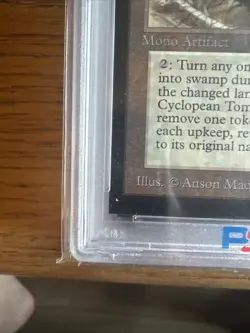 Mono Artifact
2: Turn any on
into swamp du
the changed lan
Cyclopean Tom
remove one tok
each upkeep, re
to its original na
Illus. © Anson Mad
PS